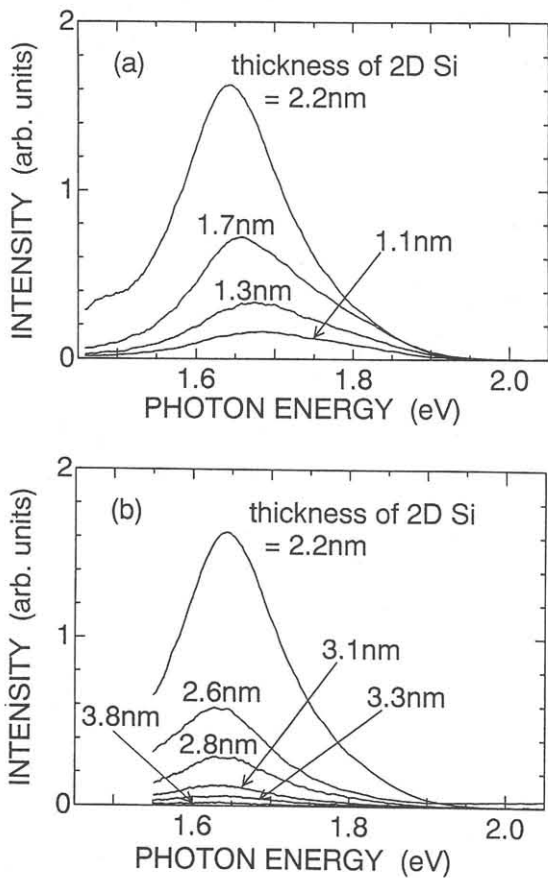 2
(a)
thickness of 2D Si
= 2.2nm
1.7nm
1.1nm
1
1.3nm
0
INTENSITY (arb. units)
1.6
1.8
2.0
PHOTON ENERGY (eV)
2
(b)
thickness of 2D Si
= 2.2nm
1
3.1nm
2.6nm
3.3nm
3.8nm
2.8nm
0
INTENSITY (arb. units)
1.6
1.8
2.0
PHOTON ENERGY (eV)